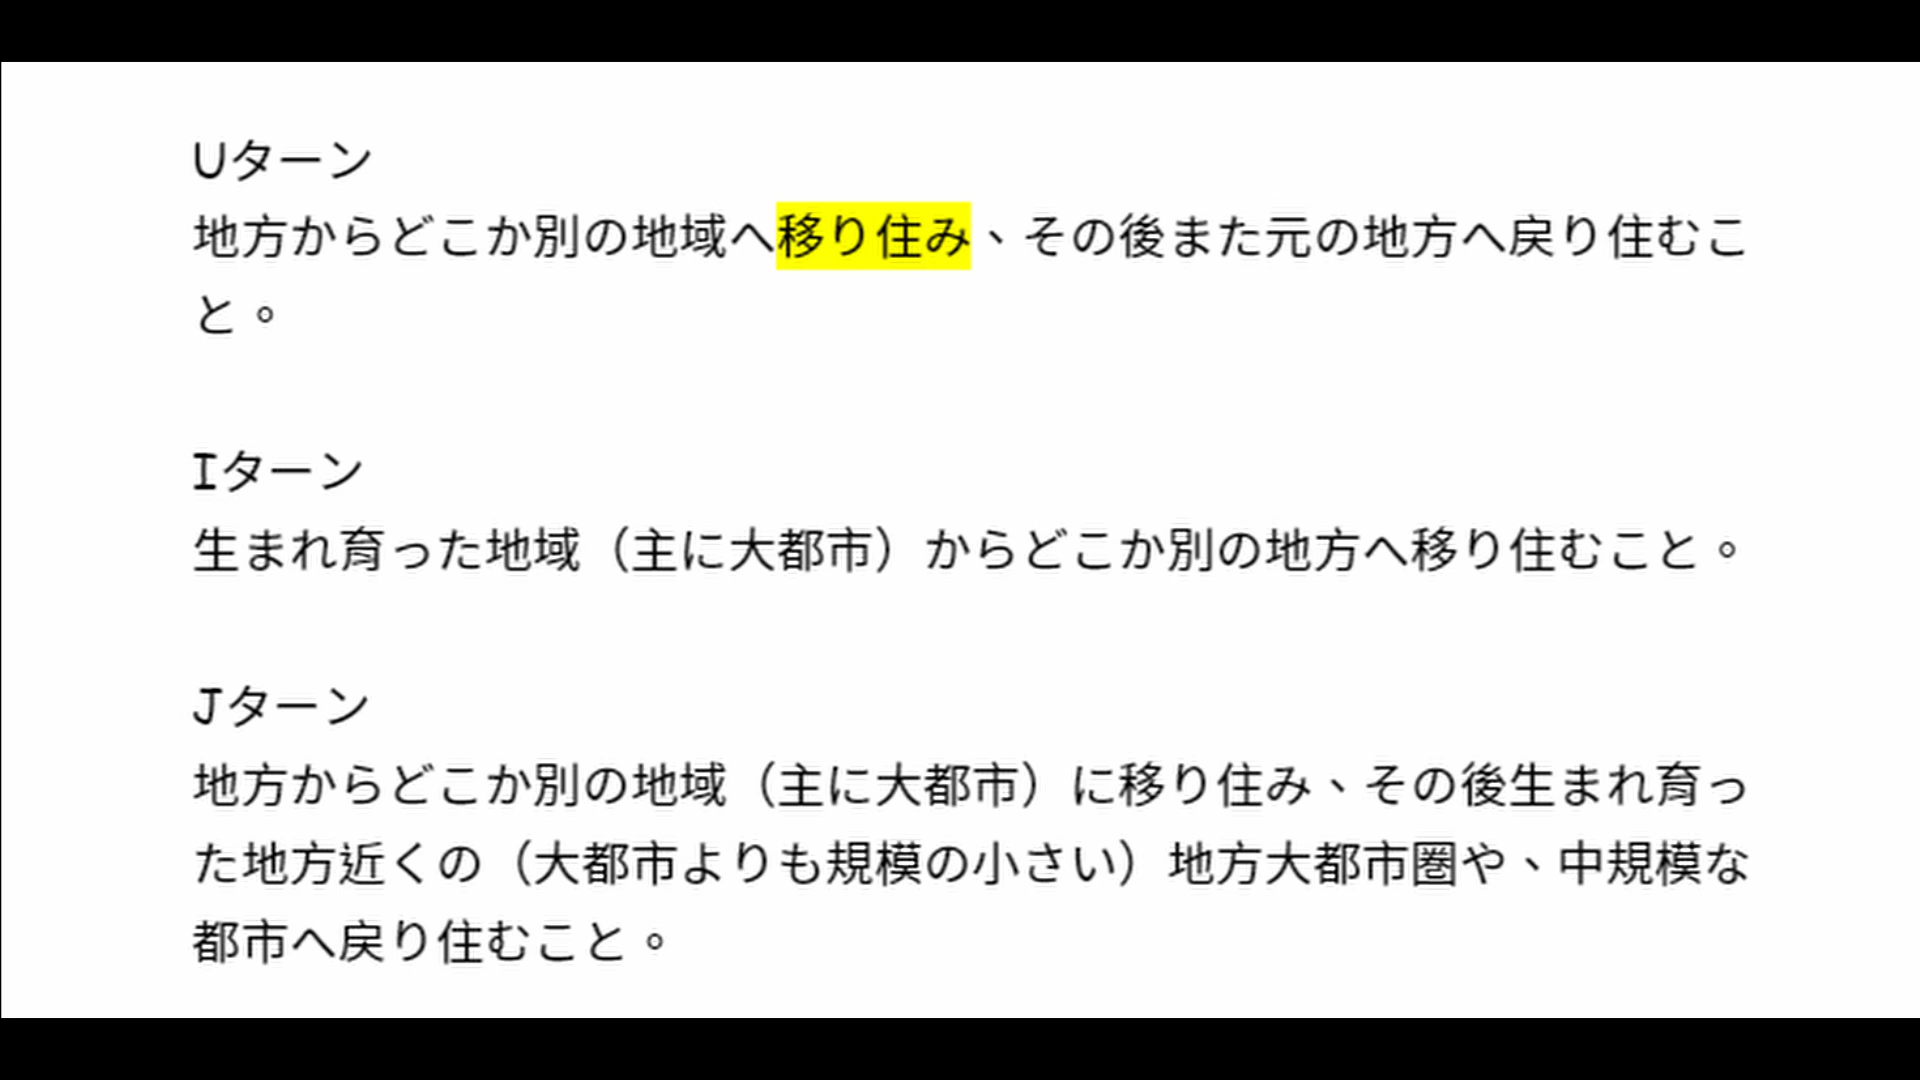 Uターン
地方からどこか別の地域へ移り住み、その後また元の地方へ戻り住むこ
と。
Iターン
生まれ育った地域（主に大都市）からどこか別の地方へ移り住むこと。
Jターン
地方からどこか別の地域（主に大都市）に移り住み、その後生まれ育っ
た地方近くの（大都市よりも規模の小さい）地方大都市圏や、中規模な
都市へ戻り住むこと。